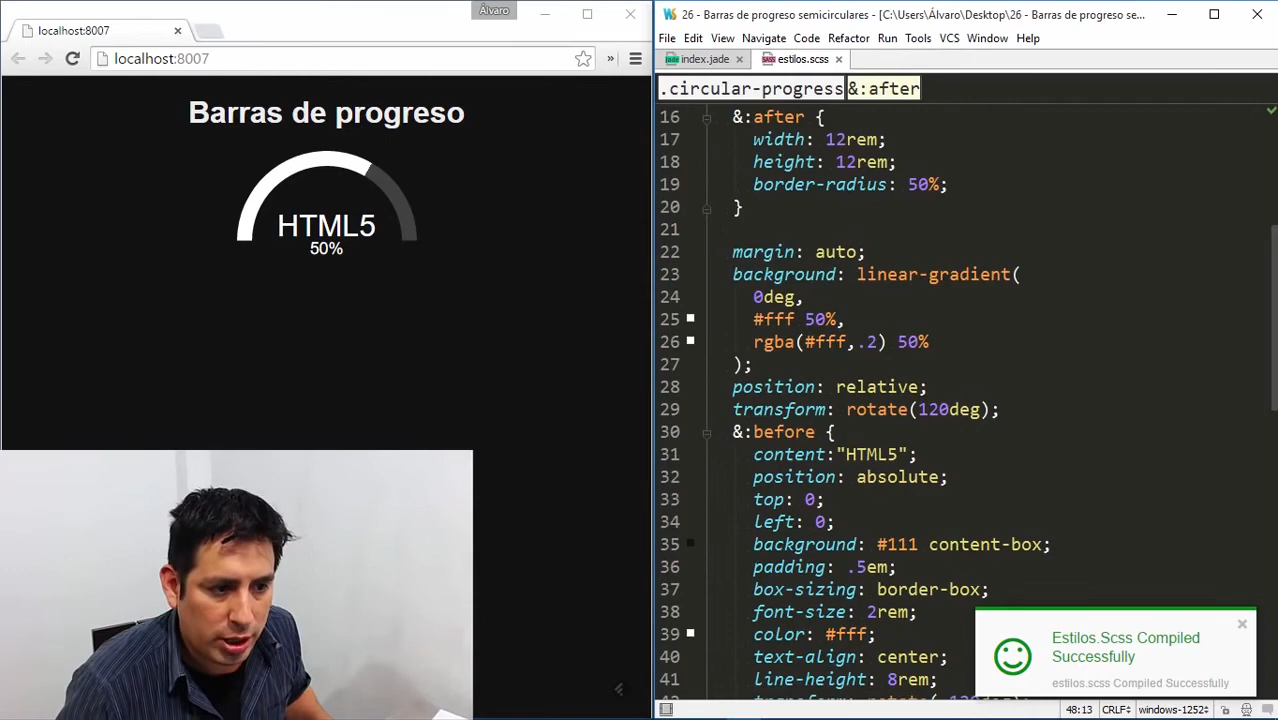 Álvaro
localhost:8007
localhost:8007
»
Barras de progreso
HTML5
50%
26 - Barras de progreso semicirculares - [C:\Users\Álvaro\Desktop\26 - Barras de progreso se...
File Edit View Navigate Code Refactor Run Tools VCS Window Help
index.jade estilos.scss
.circular-progress &:after
16 &:after {
17 width: 12rem;
18 height: 12rem;
19 border-radius: 50%;
20 }
21
22 margin: auto;
23 background: linear-gradient(
24 0deg,
25 #fff 50%,
26 rgba(#fff,.2) 50%
27 );
28 position: relative;
29 transform: rotate(120deg);
30 &:before {
31 content:"HTML5";
32 position: absolute;
33 top: 0;
34 left: 0;
35 background: #111 content-box;
36 padding: .5em;
37 box-sizing: border-box;
38 font-size: 2rem;
39 color: #fff;
40 text-align: center;
41 line-height: 8rem;
Estilos.Scss Compiled
Successfully
estilos.scss Compiled Successfully
48:13 CRLF÷ windows-1252÷